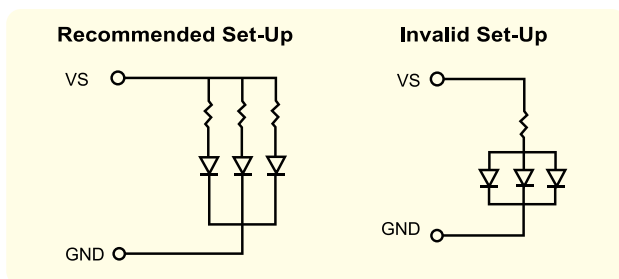 Recommended Set-Up
VS
GND
Invalid Set-Up
VS
GND